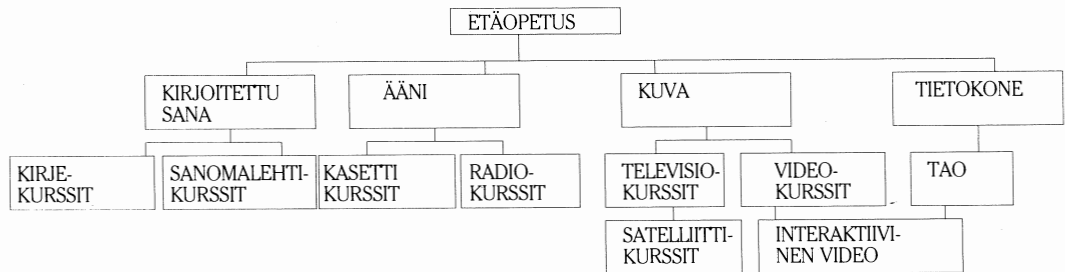 ETÄOPETUS
KIRJOITETTU
SANA
ÄÄNI
KUVA
TIETOKONE
KIRJE-
KURSSIT
SANOMALEHTI-
KURSSIT
KASETTI
KURSSIT
RADIO-
KURSSIT
TELEVISIO-
KURSSIT
VIDEO-
KURSSIT
TAO
SATELLIITTI-
KURSSIT
INTERAKTIIVI-
NEN VIDEO